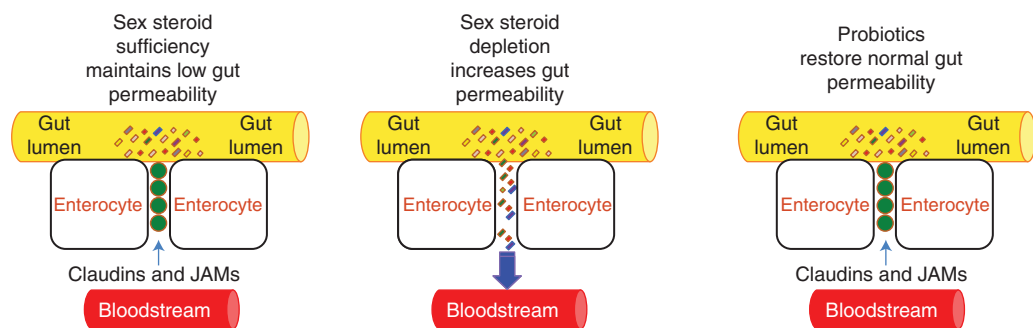 Sex steroid
sufficiency
maintains low gut
permeability
Gut
lumen
Gut
lumen
Enterocyte
Enterocyte
Claudins and JAMs
Bloodstream
Sex steroid
depletion
increases gut
permeability
Gut
lumen
Gut
lumen
Enterocyte
Enterocyte
Bloodstream
Probiotics
restore normal gut
permeability
Gut
lumen
Gut
lumen
Enterocyte
Enterocyte
Claudins and JAMs
Bloodstream